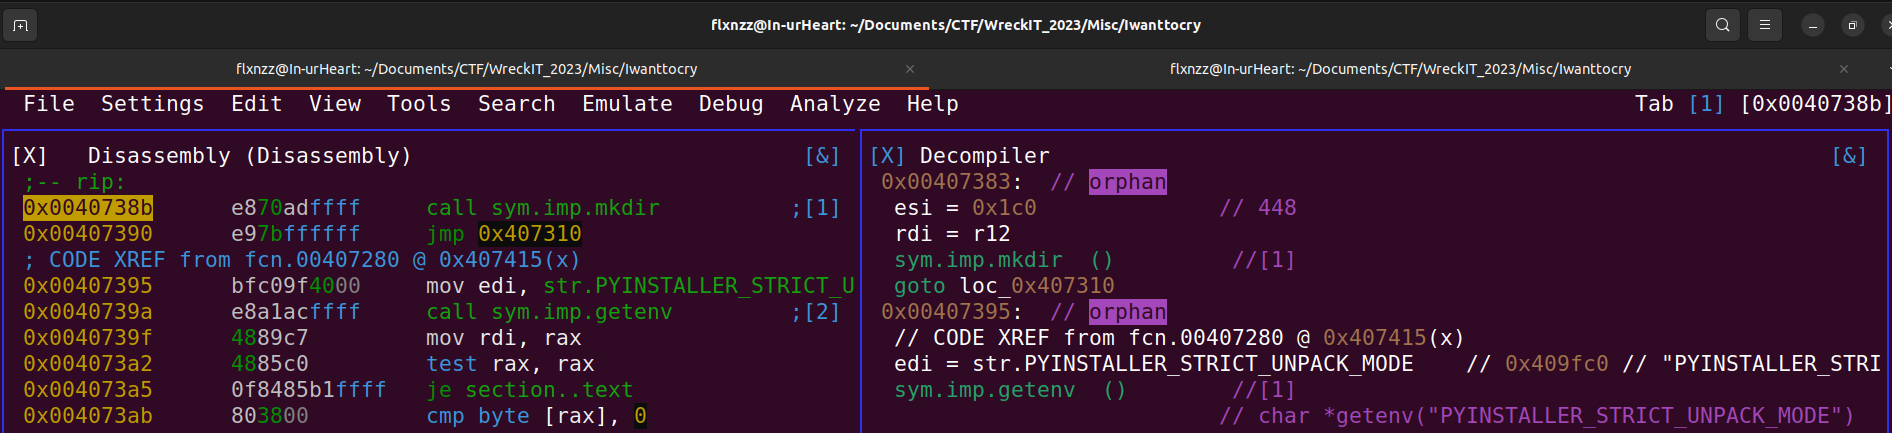 flxnzz@In-urHeart: ~/Documents/CTF/WreckIT_2023/Misc/Iwanttocry
flxnzz@In-urHeart: ~/Documents/CTF/WreckIT_2023/Misc/Iwanttocry × flxnzz@In-urHeart: ~/Documents/CTF/WreckIT_2023/Misc/Iwanttocry ×
File Settings Edit View Tools Search Emulate Debug Analyze Help Tab [1] [0x0040738b]
[X] Disassembly (Disassembly) [&]
;-- rip:
0x0040738b e870adffff call sym.imp.mkdir ;[1]
0x00407390 e97bffffff jmp 0x407310
; CODE XREF from fcn.00407280 @ 0x407415(x)
0x00407395 bfc09f4000 mov edi, str.PYINSTALLER_STRICT_U
0x0040739a e8a1acffff call sym.imp.getenv ;[2]
0x0040739f 4889c7 mov rdi, rax
0x004073a2 4885c0 test rax, rax
0x004073a5 0f8485b1ffff je section..text
0x004073ab 803800 cmp byte [rax], 0
[X] Decompiler [&]
0x00407383: // orphan
esi = 0x1c0 // 448
rdi = r12
sym.imp.mkdir () //[1]
goto loc_0x407310
0x00407395: // orphan
// CODE XREF from fcn.00407280 @ 0x407415(x)
edi = str.PYINSTALLER_STRICT_UNPACK_MODE // 0x409fc0 // "PYINSTALLER_STRI
sym.imp.getenv () //[1]
// char *getenv("PYINSTALLER_STRICT_UNPACK_MODE")